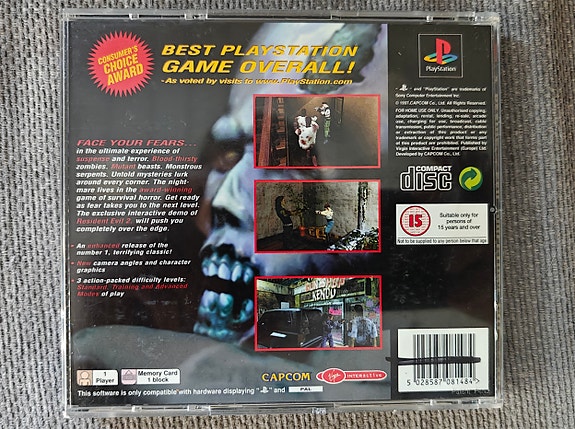 CONSUMER'S
CHOICE
AWARD
BEST PLAYSTATION
GAME OVERALL!
- As voted by visits to www.PlayStation.com
PlayStation
FACE YOUR FEARS...
in the ultimate experience of
suspense and terror. Blood-thirsty
zombies. Mutant beasts. Monstrous
serpents. Untold mysteries lurk
around every corner. The night-
mare lives in the award-winning
game of survival horror. Get ready
as fear takes you to the next level.
The exclusive interactive demo of
Resident Evil 2, will push you
completely over the edge.
• An enhanced release of the
number 1, terrifying classic!
• New camera angles and character
graphics
• 3 action-packed difficulty levels:
Standard, Training and Advanced
Modes of play
and "PlayStation" are trademarks of
Sony Computer Entertainment Inc.
© 1997.CAPCOM Co., Ltd. All Rights Reserved.
FOR HOME USE ONLY. Unauthorised copying,
adaptation, rental, lending, re-sale, arcade
use, charging for use, broadcast, cable
transmission, public performance, distribution
or extraction of this product or any
trademark or copyright work that forms part
of this product are prohibited. Published by
Virgin Interactive Entertainment (Europe) Ltd.
Developed by CAPCOM Co., Ltd.
COMPACT
disc
15
Suitable only for
persons of
15 years and over
Not to be supplied to any person below that age
KENDO
1
Player
Memory Card
1 block
CAPCOM
Virgin INTERACTIVE
This software is only compatible with hardware displaying "
" and PAL
5 028587 081484 >